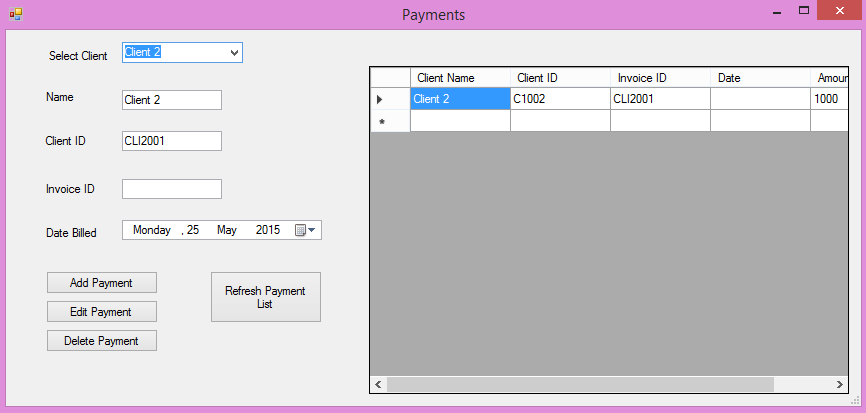 Payments
Select Client
Client 2
Name
Client 2
Client ID
CLI2001
Invoice ID
Date Billed
Monday , 25 May 2015
Add Payment
Edit Payment
Delete Payment
Refresh Payment
List
Client Name Client ID Invoice ID Date Amoun
Client 2 C1002 CLI2001 1000